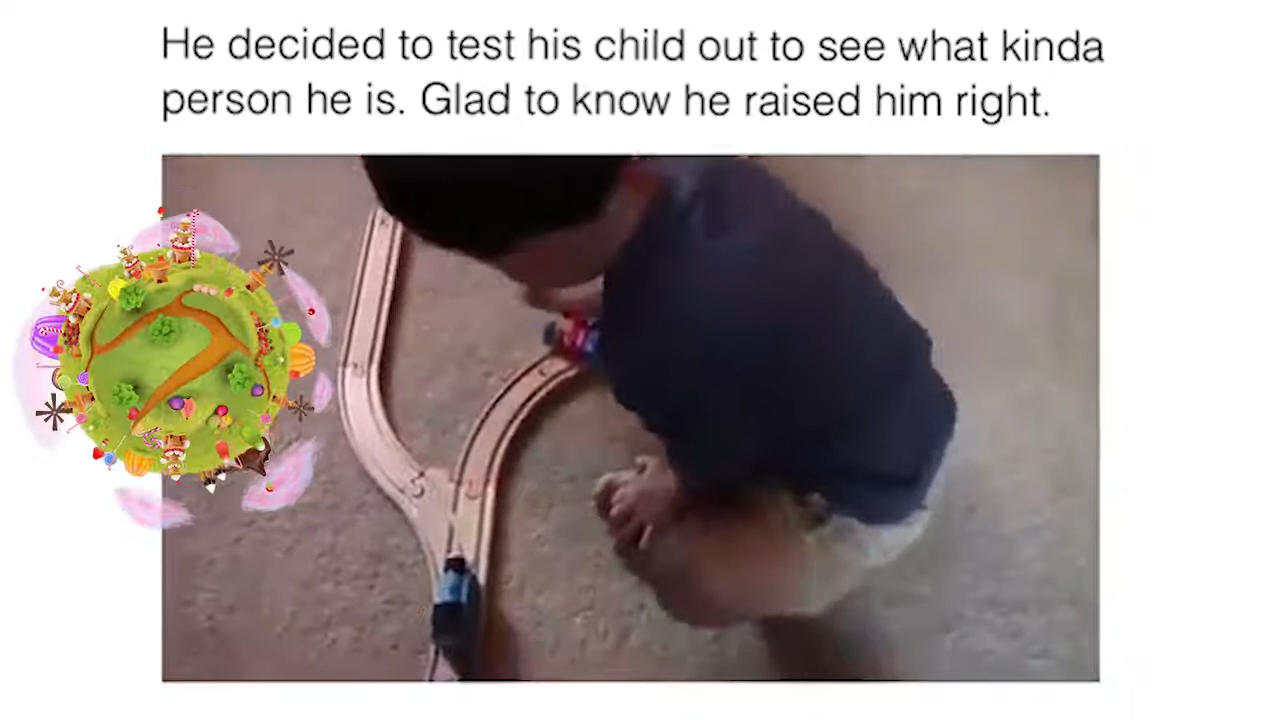 He decided to test his child out to see what kinda
person he is. Glad to know he raised him right.